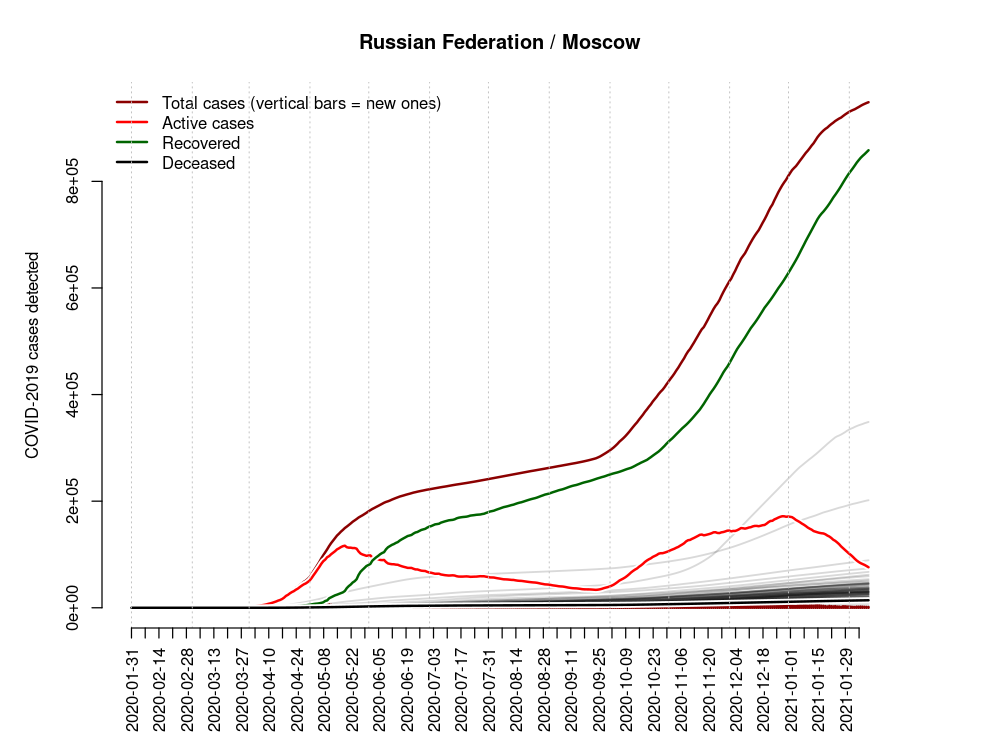 Russian Federation / Moscow
Total cases (vertical bars = new ones)
Active cases
Recovered
Deceased
COVID-2019 cases detected
8e+05
6e+05
4e+05
2e+05
0e+00
2020-01-31
2020-02-14
2020-02-28
2020-03-13
2020-03-27
2020-04-10
2020-04-24
2020-05-08
2020-05-22
2020-06-05
2020-06-19
2020-07-03
2020-07-17
2020-07-31
2020-08-14
2020-08-28
2020-09-11
2020-09-25
2020-10-09
2020-10-23
2020-11-06
2020-11-20
2020-12-04
2020-12-18
2021-01-01
2021-01-15
2021-01-29